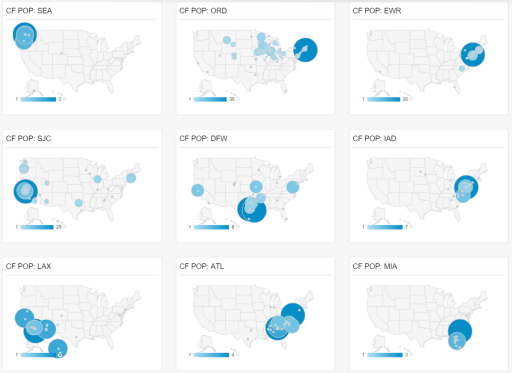 CF POP: SEA
CF POP: ORD
CF POP: EWR
1 3
1 36
1 20
CF POP: SJC
CF POP: DFW
CF POP: IAD
1 29
1 6
1 7
CF POP: LAX
CF POP: ATL
CF POP: MIA
1
1 4
1 3